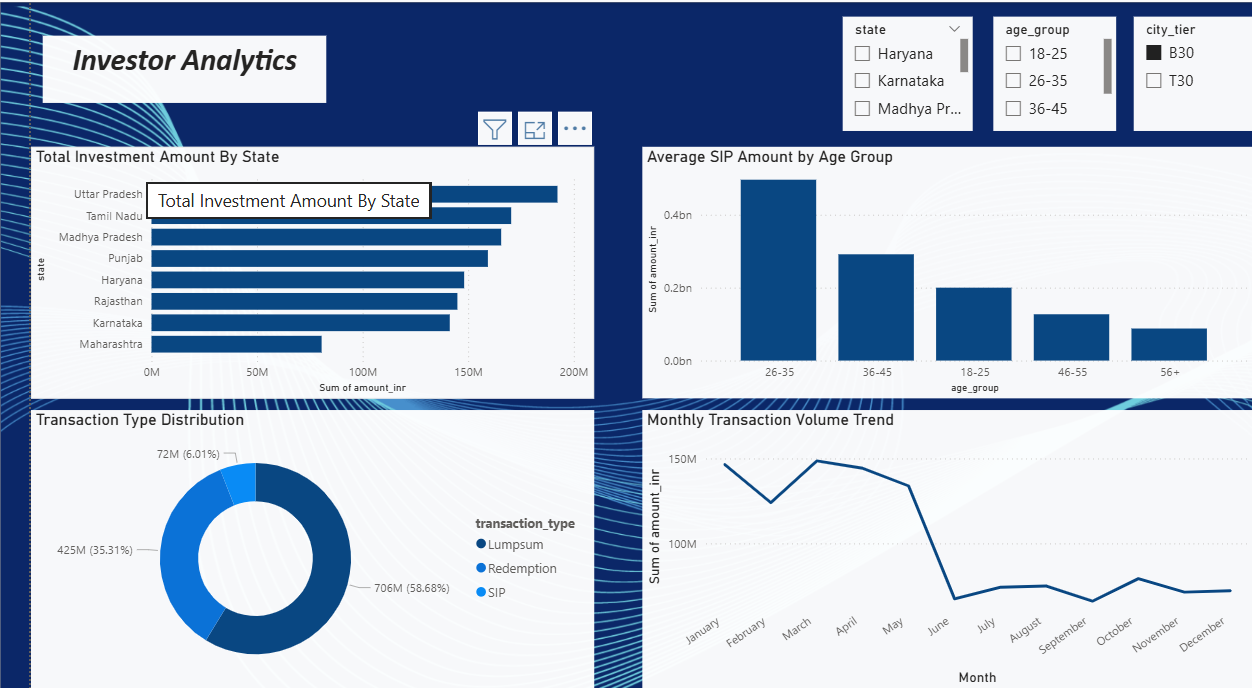 Investor Analytics
state
Haryana
Karnataka
Madhya Pr...
age_group
18-25
26-35
36-45
city_tier
B30
T30
Total Investment Amount By State
Total Investment Amount By State
state
Uttar Pradesh
Tamil Nadu
Madhya Pradesh
Punjab
Haryana
Rajasthan
Karnataka
Maharashtra
0M 50M 100M 150M 200M
Sum of amount_inr
Average SIP Amount by Age Group
Sum of amount_inr
0.4bn
0.2bn
0.0bn
26-35 36-45 18-25 46-55 56+
age_group
Transaction Type Distribution
72M (6.01%)
425M (35.31%)
706M (58.68%)
transaction_type
Lumpsum
Redemption
SIP
Monthly Transaction Volume Trend
Sum of amount_inr
150M
100M
January February March April May June July August September October November December
Month